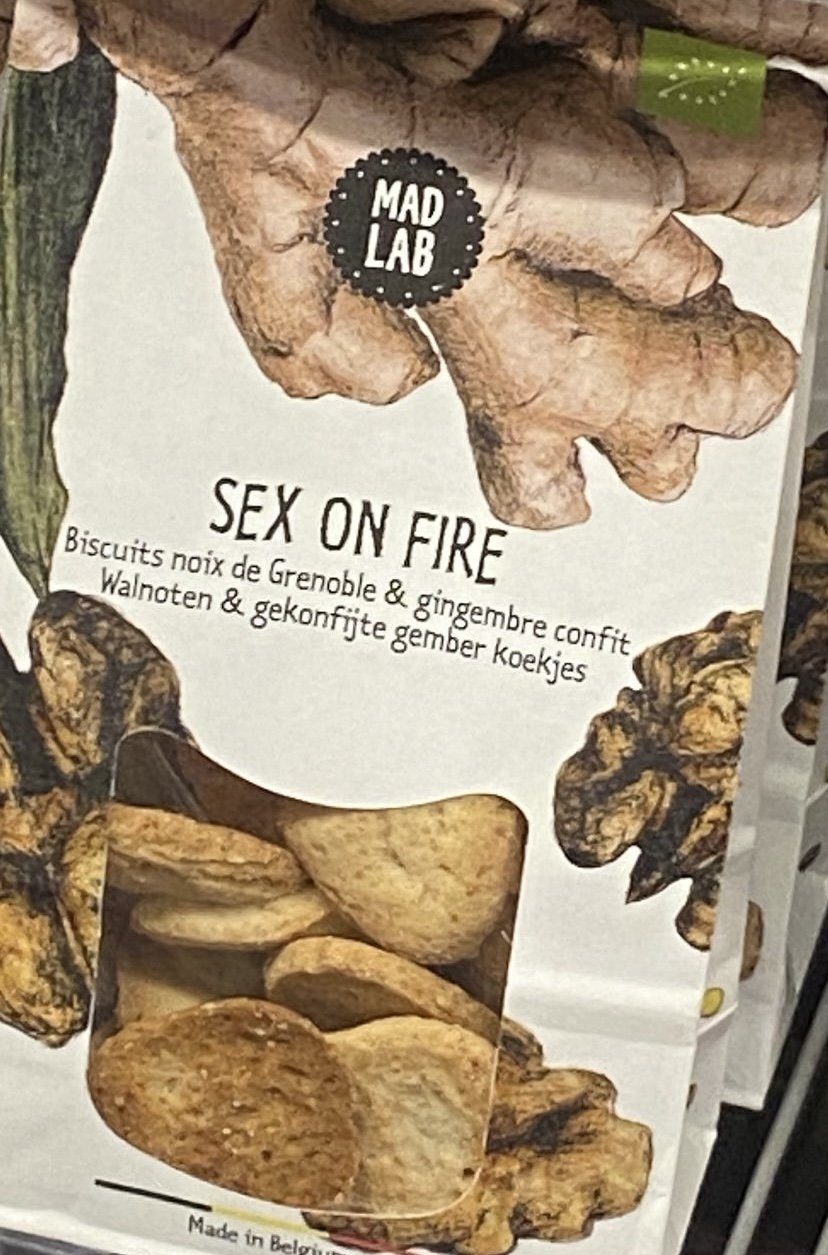 MAD
LAB
SEX ON FIRE
Biscuits noix de Grenoble & gingembre confit
Walnoten & gekonfijte gember koekjes
Made in